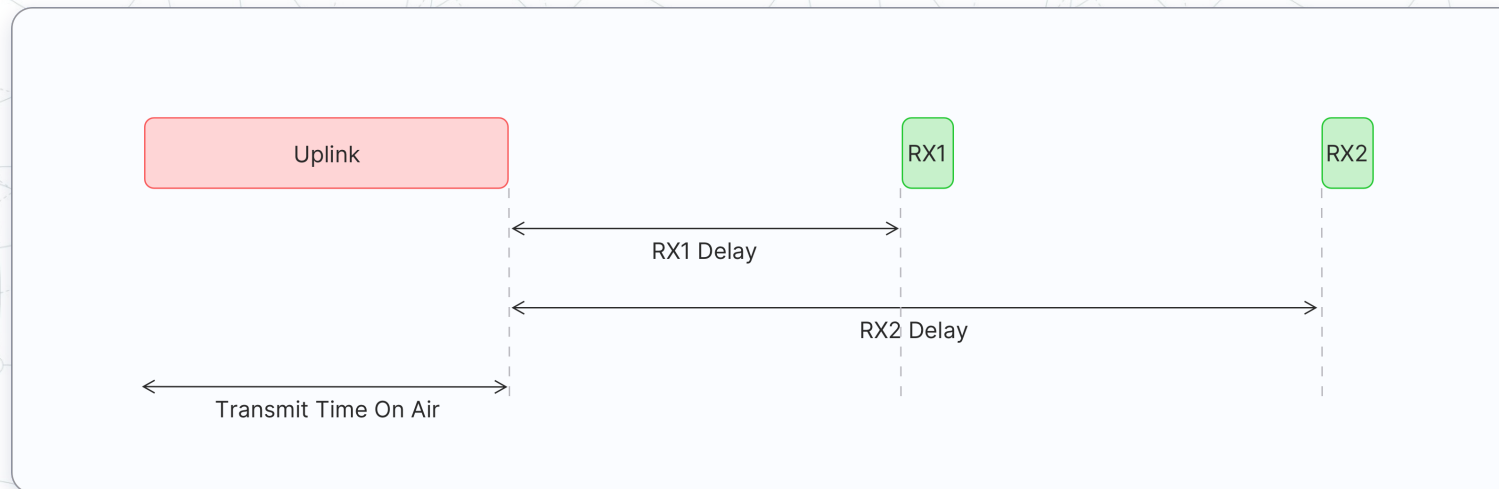 Uplink
RX1
RX2
RX1 Delay
RX2 Delay
Transmit Time On Air